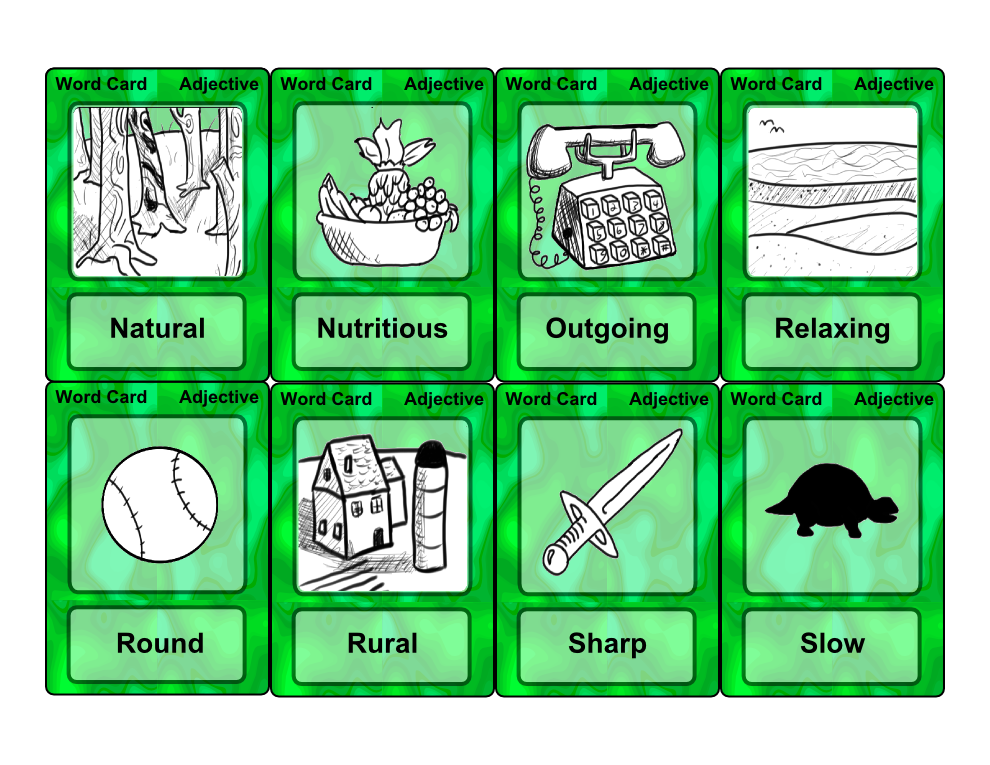 Word Card Adjective
Natural
Word Card Adjective
Nutritious
Word Card Adjective
Outgoing
Word Card Adjective
Relaxing
Word Card Adjective
Round
Word Card Adjective
Rural
Word Card Adjective
Sharp
Word Card Adjective
Slow